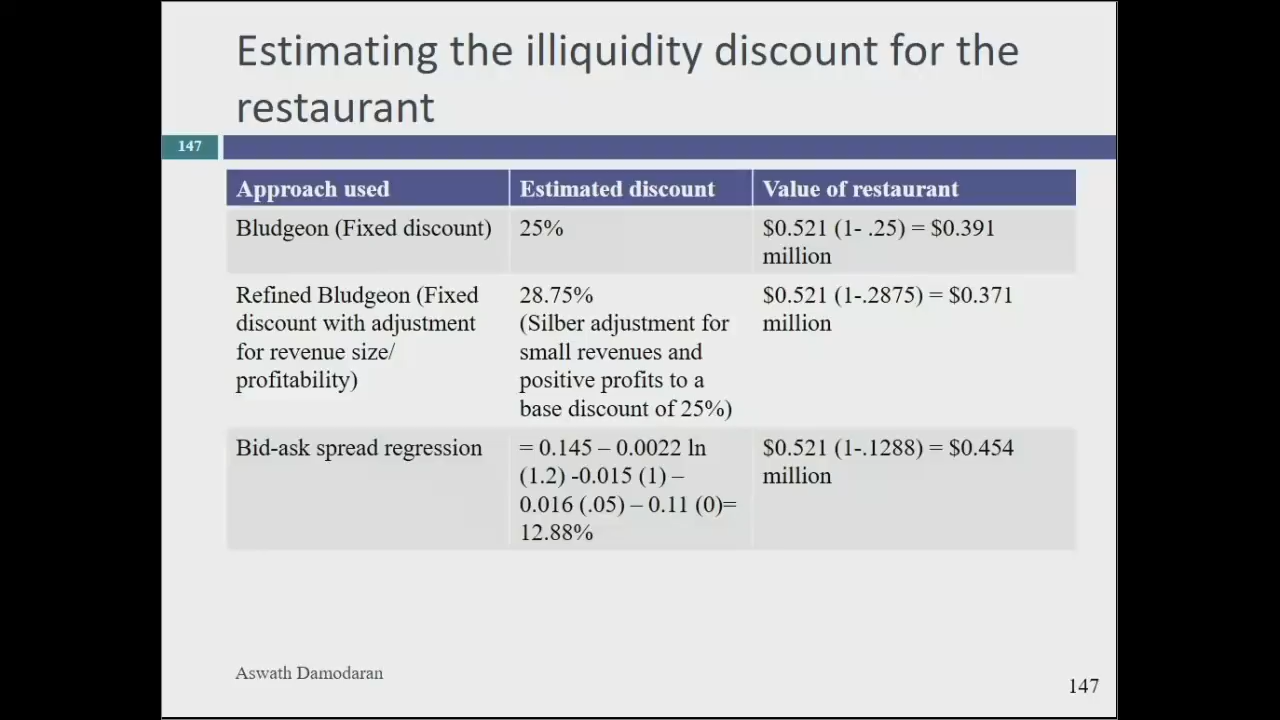 Estimating the illiquidity discount for the
restaurant
147
Approach used
Estimated discount
Value of restaurant
Bludgeon (Fixed discount)
25%
$0.521 (1- .25) = $0.391
million
Refined Bludgeon (Fixed
discount with adjustment
for revenue size/
profitability)
28.75%
(Silber adjustment for
small revenues and
positive profits to a
base discount of 25%)
$0.521 (1-.2875) = $0.371
million
Bid-ask spread regression
= 0.145 – 0.0022 ln
(1.2) -0.015 (1) –
0.016 (.05) – 0.11 (0)=
12.88%
$0.521 (1-.1288) = $0.454
million
Aswath Damodaran
147